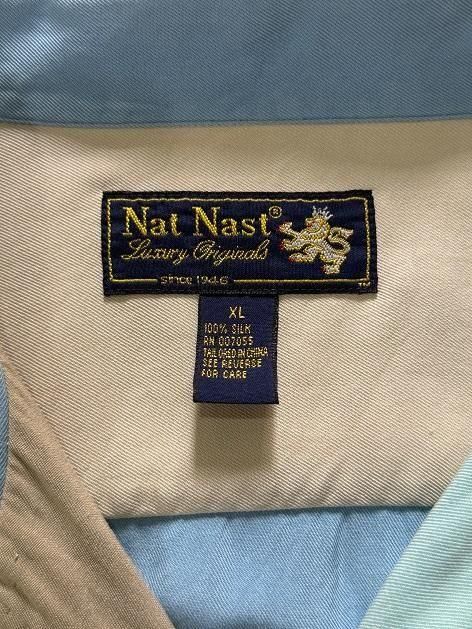 Nat Nast®
Luxury Originals
since 1946
™
XL
100% SILK
RN 007055
TAILORED IN CHINA
SEE REVERSE
FOR CARE